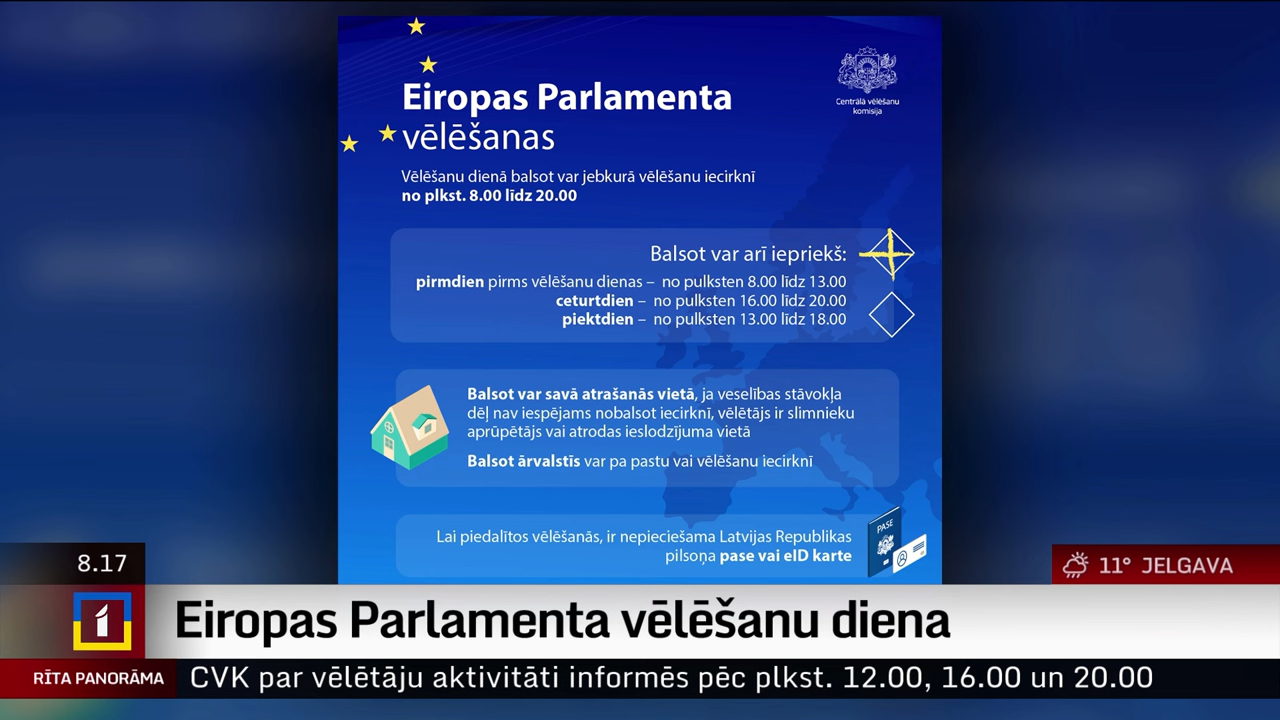 Eiropas Parlamenta
vēlēšanas
Centrālā vēlēšanu
komisija
Vēlēšanu dienā balsot var jebkurā vēlēšanu iecirknī
no plkst. 8.00 līdz 20.00
Balsot var arī iepriekš:
pirmdien pirms vēlēšanu dienas – no pulksten 8.00 līdz 13.00
ceturtdien – no pulksten 16.00 līdz 20.00
piektdien – no pulksten 13.00 līdz 18.00
Balsot var savā atrašanās vietā, ja veselības stāvokļa
dēļ nav iespējams nobalsot iecirknī, vēlētājs ir slimnieku
aprūpētājs vai atrodas ieslodzījuma vietā
Balsot ārvalstīs var pa pastu vai vēlēšanu iecirknī
Lai piedalītos vēlēšanās, ir nepieciešama Latvijas Republikas
pilsoņa pase vai eID karte
PASE
8.17
11° JELGAVA
1
Eiropas Parlamenta vēlēšanu diena
RĪTA PANORĀMA
CVK par vēlētāju aktivitāti informēs pēc plkst. 12.00, 16.00 un 20.00